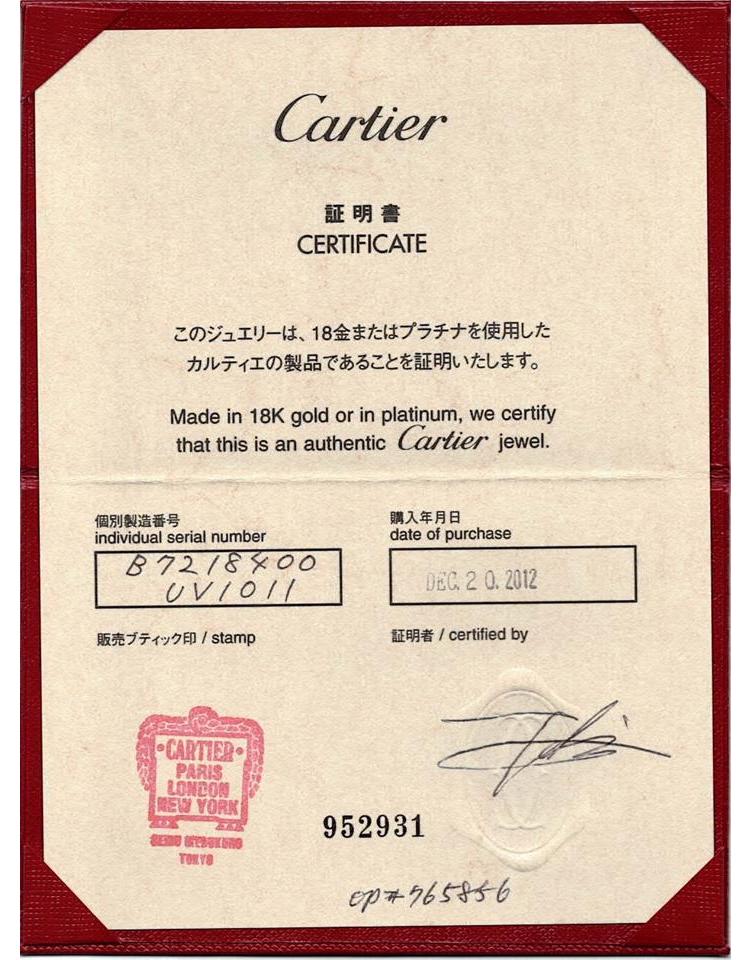 Cartier
証明書
CERTIFICATE
このジュエリーは、18金またはプラチナを使用した
カルティエの製品であることを証明いたします。
Made in 18K gold or in platinum, we certify
that this is an authentic Cartier jewel.
個別製造番号
individual serial number
B7218400
UV1011
購入年月日
date of purchase
DEC. 20. 2012
販売ブティック印 / stamp
証明者 / certified by
・CARTIER・
PARIS
LONDON
NEW YORK
TOKYO
952931
OP#765856